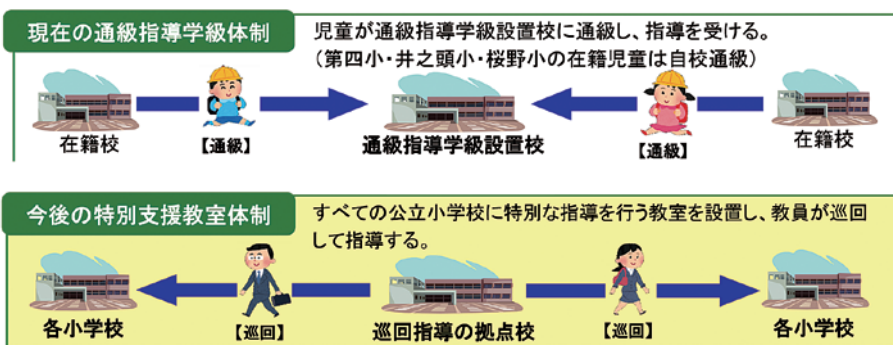 現在の通級指導学級体制
児童が通級指導学級設置校に通級し、指導を受ける。
（第四小・井之頭小・桜野小の在籍児童は自校通級）
在籍校
【通級】
通級指導学級設置校
【通級】
在籍校
今後の特別支援教室体制
すべての公立小学校に特別な指導を行う教室を設置し、教員が巡回
して指導する。
各小学校
【巡回】
巡回指導の拠点校
【巡回】
各小学校